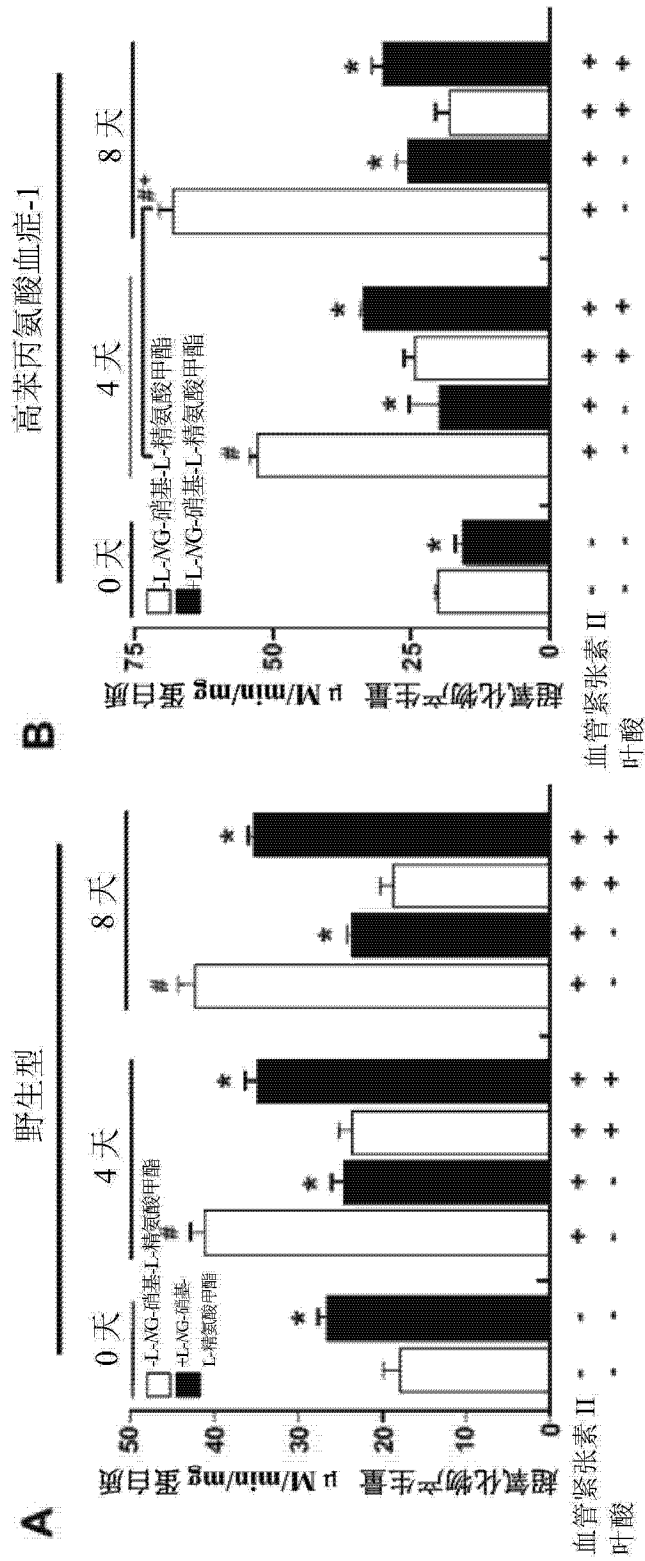 A
野生型
0 天
4 天
8 天
-L-NG-硝基-L-精氨酸甲酯
+L-NG-硝基-
L-精氨酸甲酯
超氧化物产生量
μ M/min/mg 蛋白质
50
40
30
20
10
0
*
#
*
*
#
*
*
血管紧张素 II - - + + + + + + + +
叶酸 - - - - + + - - + +
B
高苯丙氨酸血症-1
0 天
4 天
8 天
-L-NG-硝基-L-精氨酸甲酯
+L-NG-硝基-L-精氨酸甲酯
超氧化物产生量
μ M/min/mg 蛋白质
75
50
25
0
*
#
*
*
#+
*
*
血管紧张素 II - - + + + + + + + +
叶酸 - - - - + + - - + +